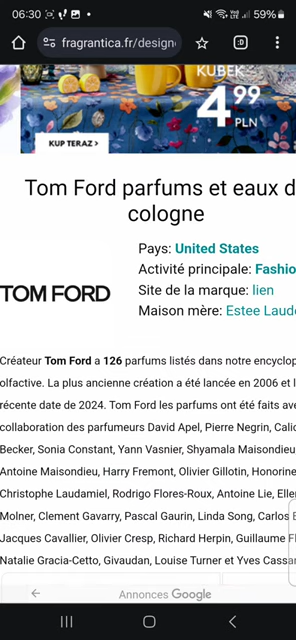 06:30
59%
fragrantica.fr/design
KUBEK
4,99
PLN
KUP TERAZ >
Tom Ford parfums et eaux d
cologne
Pays: United States
Activité principale: Fashio
Site de la marque: lien
Maison mère: Estee Laud
TOM FORD
Créateur Tom Ford a 126 parfums listés dans notre encyclop
olfactive. La plus ancienne création a été lancée en 2006 et l
récente date de 2024. Tom Ford les parfums ont été faits ave
collaboration des parfumeurs David Apel, Pierre Negrin, Calic
Becker, Sonia Constant, Yann Vasnier, Shyamala Maisondieu
Antoine Maisondieu, Harry Fremont, Olivier Gillotin, Honorine
Christophe Laudamiel, Rodrigo Flores-Roux, Antoine Lie, Elle
Molner, Clement Gavarry, Pascal Gaurin, Linda Song, Carlos B
Jacques Cavallier, Olivier Cresp, Richard Herpin, Guillaume F
Natalie Gracia-Cetto, Givaudan, Louise Turner et Yves Cassar
Annonces Google